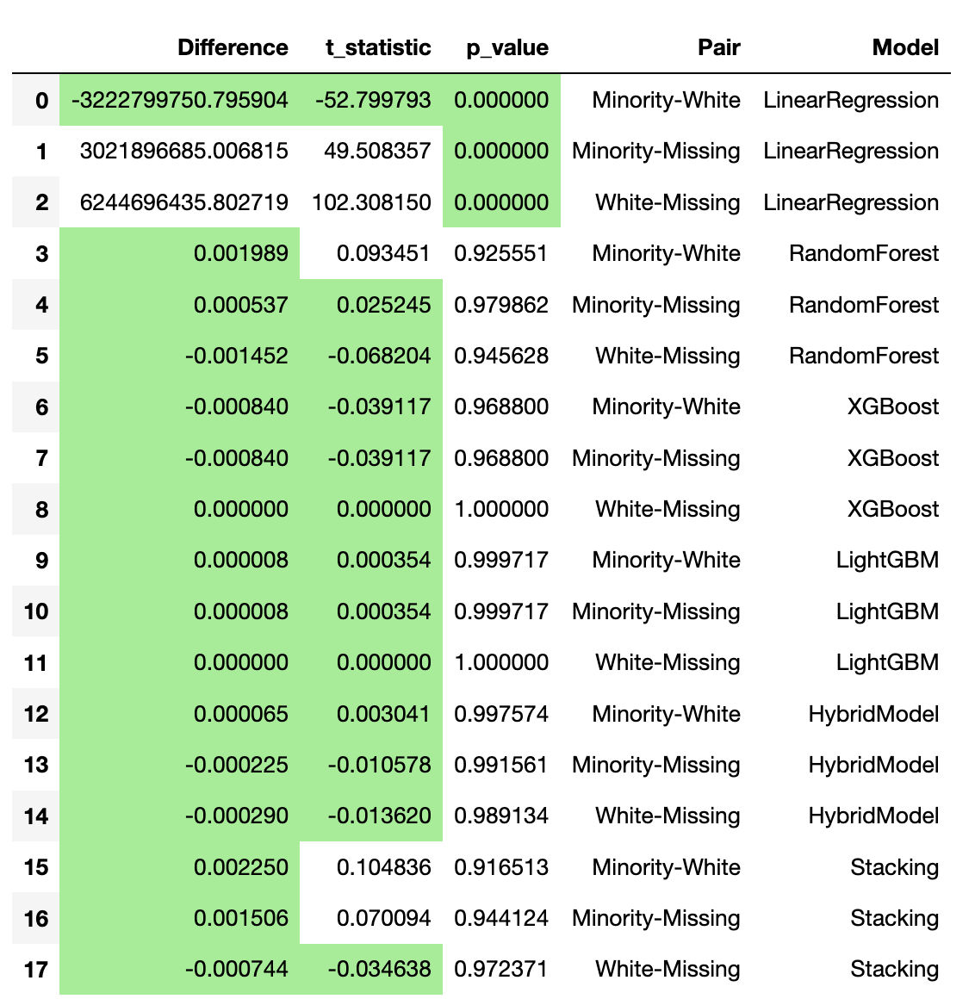 Difference t_statistic p_value Pair Model
0 -3222799750.795904 -52.799793 0.000000 Minority-White LinearRegression
1 3021896685.006815 49.508357 0.000000 Minority-Missing LinearRegression
2 6244696435.802719 102.308150 0.000000 White-Missing LinearRegression
3 0.001989 0.093451 0.925551 Minority-White RandomForest
4 0.000537 0.025245 0.979862 Minority-Missing RandomForest
5 -0.001452 -0.068204 0.945628 White-Missing RandomForest
6 -0.000840 -0.039117 0.968800 Minority-White XGBoost
7 -0.000840 -0.039117 0.968800 Minority-Missing XGBoost
8 0.000000 0.000000 1.000000 White-Missing XGBoost
9 0.000008 0.000354 0.999717 Minority-White LightGBM
10 0.000008 0.000354 0.999717 Minority-Missing LightGBM
11 0.000000 0.000000 1.000000 White-Missing LightGBM
12 0.000065 0.003041 0.997574 Minority-White HybridModel
13 -0.000225 -0.010578 0.991561 Minority-Missing HybridModel
14 -0.000290 -0.013620 0.989134 White-Missing HybridModel
15 0.002250 0.104836 0.916513 Minority-White Stacking
16 0.001506 0.070094 0.944124 Minority-Missing Stacking
17 -0.000744 -0.034638 0.972371 White-Missing Stacking